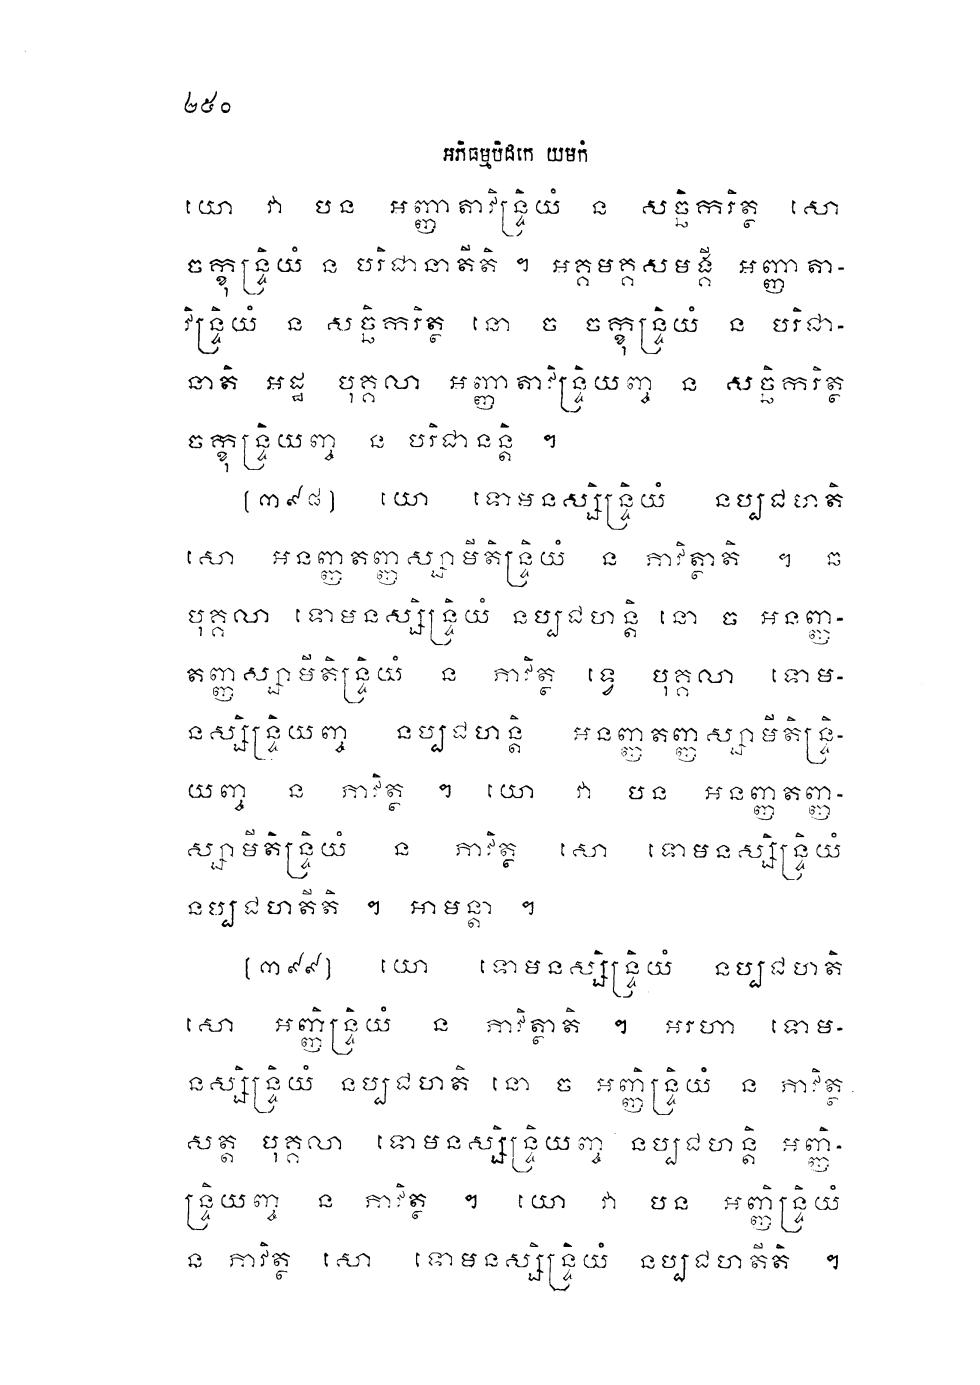 ២៥០
អភិធម្មបិដកេ យមកំ
យោ វា បន អញ្ញាតាវិន្ទ្រិយំ ន សច្ឆិករិត្ថ សោ
ចក្ខុន្ទ្រិយំ ន បរិជានាតីតិ ។ អគ្គមគ្គសមង្គី អញ្ញាតា-
វិន្ទ្រិយំ ន សច្ឆិករិត្ថ នោ ច ចក្ខុន្ទ្រិយំ ន បរិជា-
នាតិ អដ្ឋ បុគ្គលា អញ្ញាតាវិន្ទ្រិយញ្ច ន សច្ឆិករិត្ថ
ចក្ខុន្ទ្រិយញ្ច ន បរិជានន្តិ ។
[៣៩៨] យោ ទោមនស្សិន្ទ្រិយំ នប្បជហតិ
សោ អនញ្ញតញ្ញស្សាមីតិន្ទ្រិយំ ន ភាវិត្ថាតិ ។ ឆ
បុគ្គលា ទោមនស្សិន្ទ្រិយំ នប្បជហន្តិ នោ ច អនញ្ញ-
តញ្ញស្សាមីតិន្ទ្រិយំ ន ភាវិត្ថ ទ្វេ បុគ្គលា ទោម-
នស្សិន្ទ្រិយញ្ច នប្បជហន្តិ អនញ្ញតញ្ញស្សាមីតិន្ទ្រិ-
យញ្ច ន ភាវិត្ថ ។ យោ វា បន អនញ្ញតញ្ញ-
ស្សាមីតិន្ទ្រិយំ ន ភាវិត្ថ សោ ទោមនស្សិន្ទ្រិយំ
នប្បជហតីតិ ។ អាមន្តា ។
[៣៩៩] យោ ទោមនស្សិន្ទ្រិយំ នប្បជហតិ
សោ អញ្ញិន្ទ្រិយំ ន ភាវិត្ថាតិ ។ អរហា ទោម-
នស្សិន្ទ្រិយំ នប្បជហតិ នោ ច អញ្ញិន្ទ្រិយំ ន ភាវិត្ថ
សត្ត បុគ្គលា ទោមនស្សិន្ទ្រិយញ្ច នប្បជហន្តិ អញ្ញិ-
ន្ទ្រិយញ្ច ន ភាវិត្ថ ។ យោ វា បន អញ្ញិន្ទ្រិយំ
ន ភាវិត្ថ សោ ទោមនស្សិន្ទ្រិយំ នប្បជហតីតិ ។